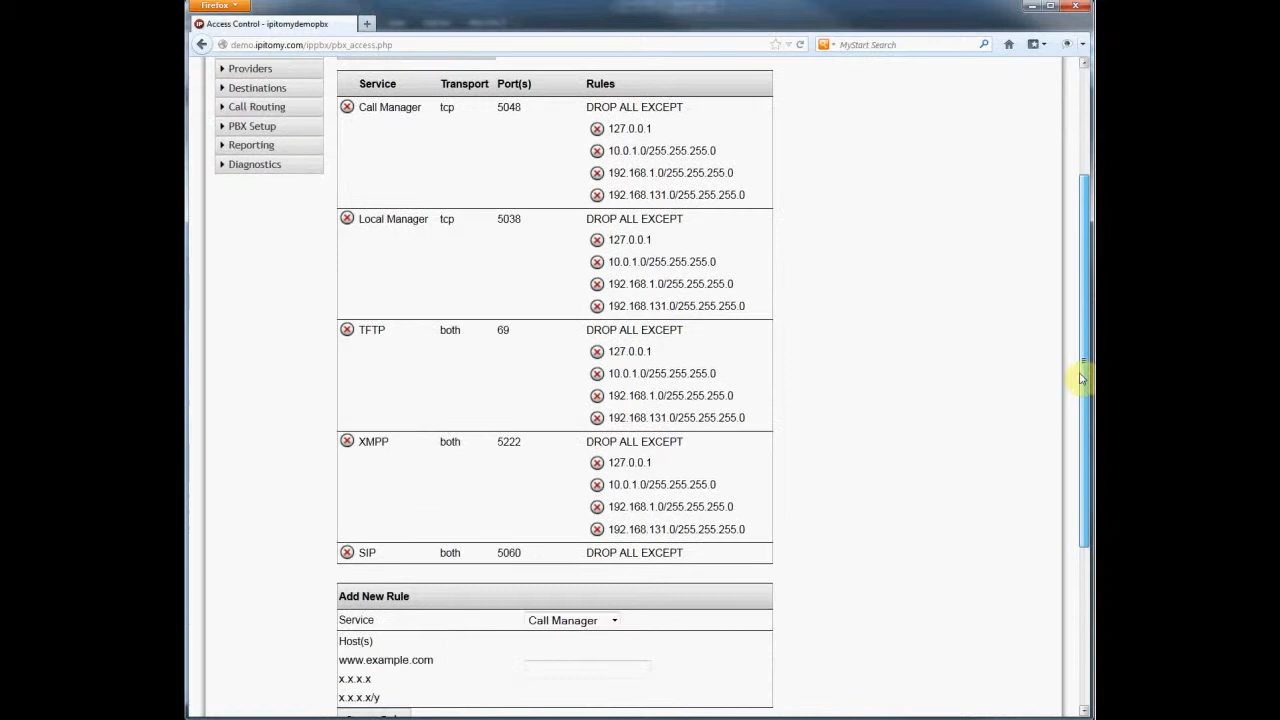 Firefox
Access Control - ipitomydemopbx
demo.ipitomy.com/ippbx/pbx_access.php
MyStart Search
Providers
Destinations
Call Routing
PBX Setup
Reporting
Diagnostics
Service Transport Port(s) Rules
Call Manager tcp 5048 DROP ALL EXCEPT
127.0.0.1
10.0.1.0/255.255.255.0
192.168.1.0/255.255.255.0
192.168.131.0/255.255.255.0
Local Manager tcp 5038 DROP ALL EXCEPT
127.0.0.1
10.0.1.0/255.255.255.0
192.168.1.0/255.255.255.0
192.168.131.0/255.255.255.0
TFTP both 69 DROP ALL EXCEPT
127.0.0.1
10.0.1.0/255.255.255.0
192.168.1.0/255.255.255.0
192.168.131.0/255.255.255.0
XMPP both 5222 DROP ALL EXCEPT
127.0.0.1
10.0.1.0/255.255.255.0
192.168.1.0/255.255.255.0
192.168.131.0/255.255.255.0
SIP both 5060 DROP ALL EXCEPT
Add New Rule
Service Call Manager
Host(s)
www.example.com
x.x.x.x
x.x.x.x/y